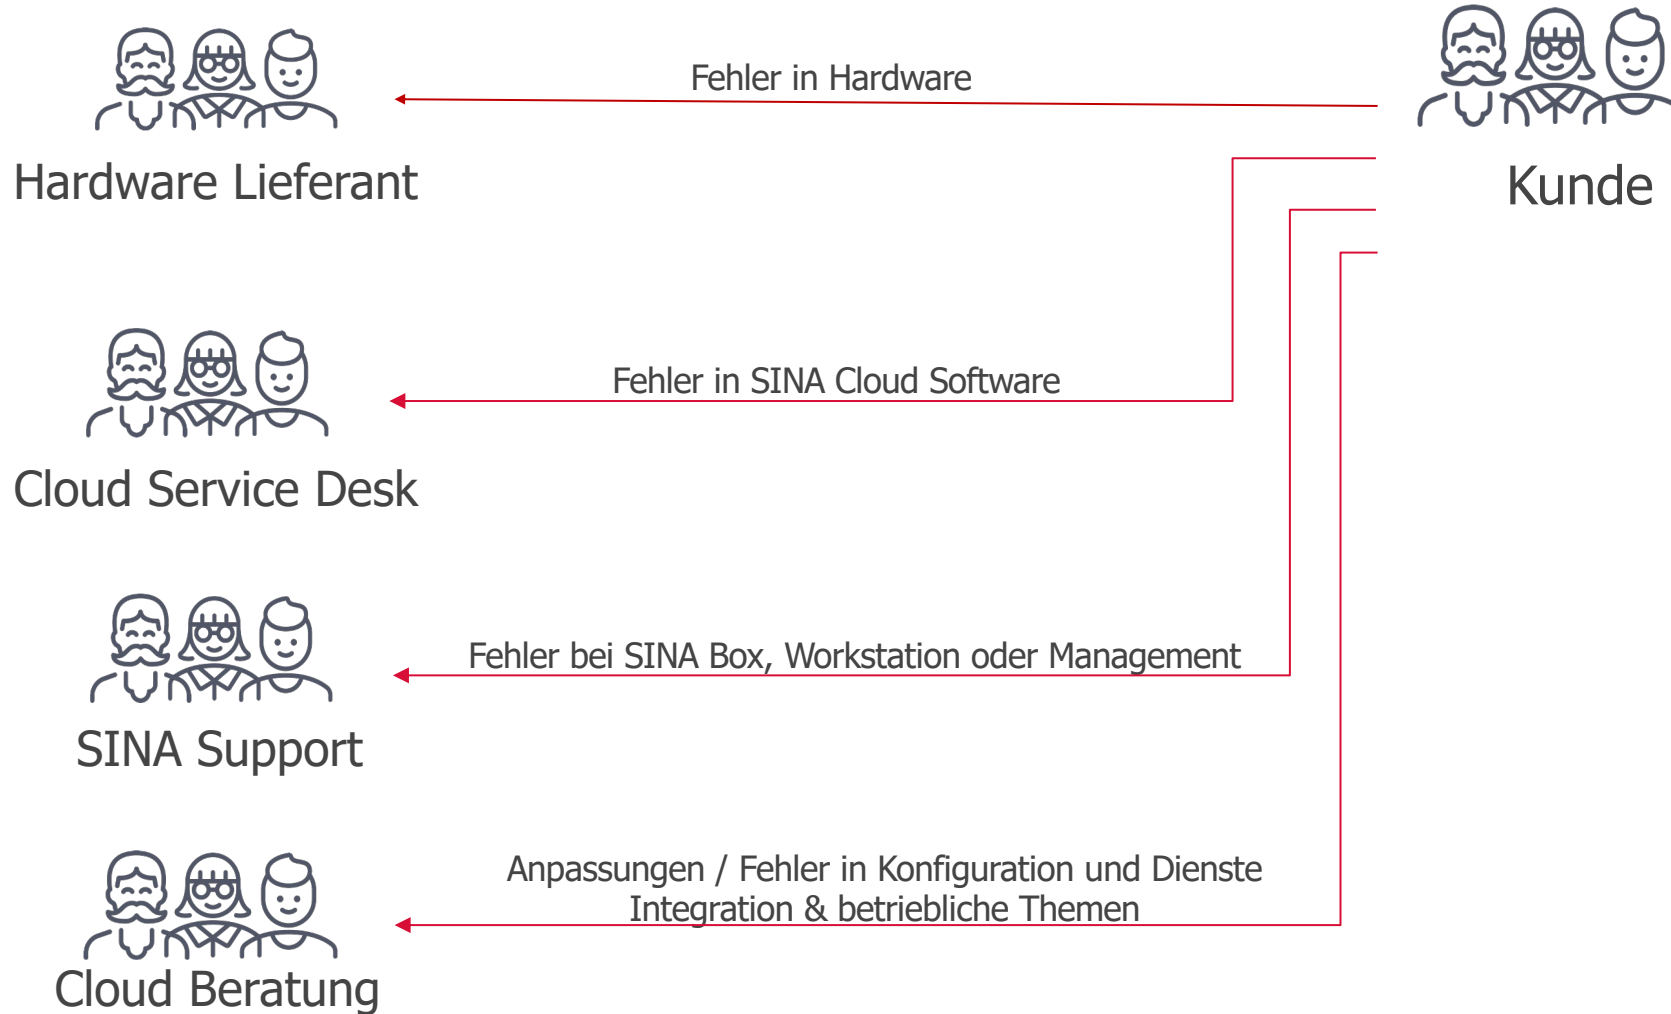 Fehler in Hardware
Hardware Lieferant
Kunde
Fehler in SINA Cloud Software
Cloud Service Desk
Fehler bei SINA Box, Workstation oder Management
SINA Support
Anpassungen / Fehler in Konfiguration und Dienste
Integration & betriebliche Themen
Cloud Beratung